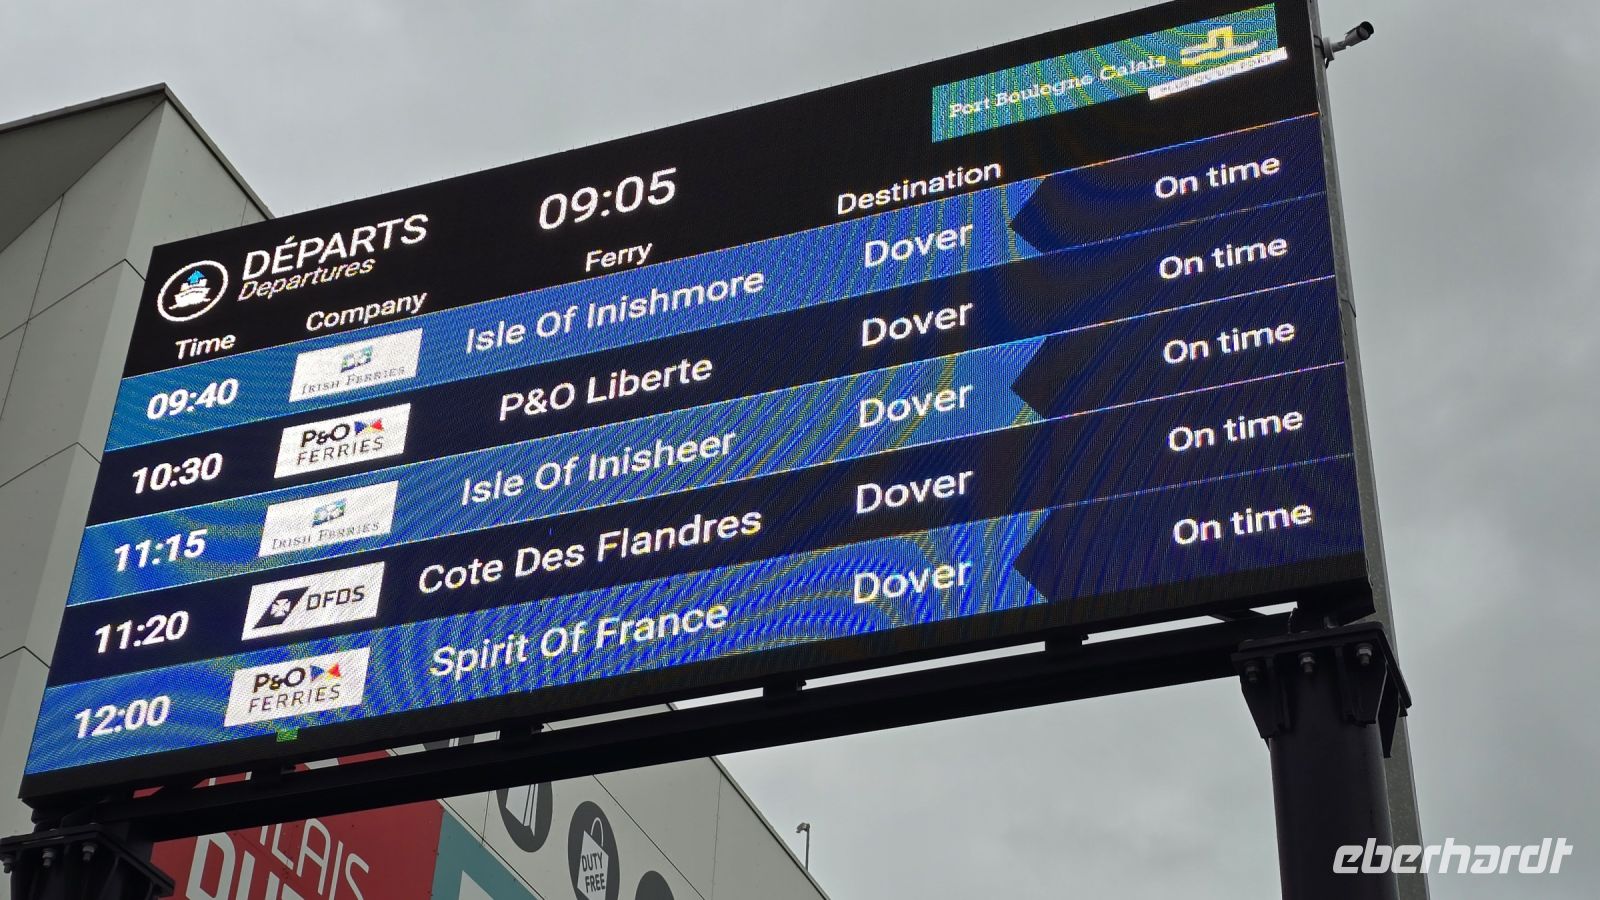 Port Boulogne Calais
DÉPARTS
Departures
09:05
Time Company Ferry Destination
09:40 IRISH FERRIES Isle Of Inishmore Dover On time
10:30 P&O FERRIES P&O Liberte Dover On time
11:15 IRISH FERRIES Isle Of Inisheer Dover On time
11:20 DFDS Cote Des Flandres Dover On time
12:00 P&O FERRIES Spirit Of France Dover On time
DUTY
FREE
eberhardt